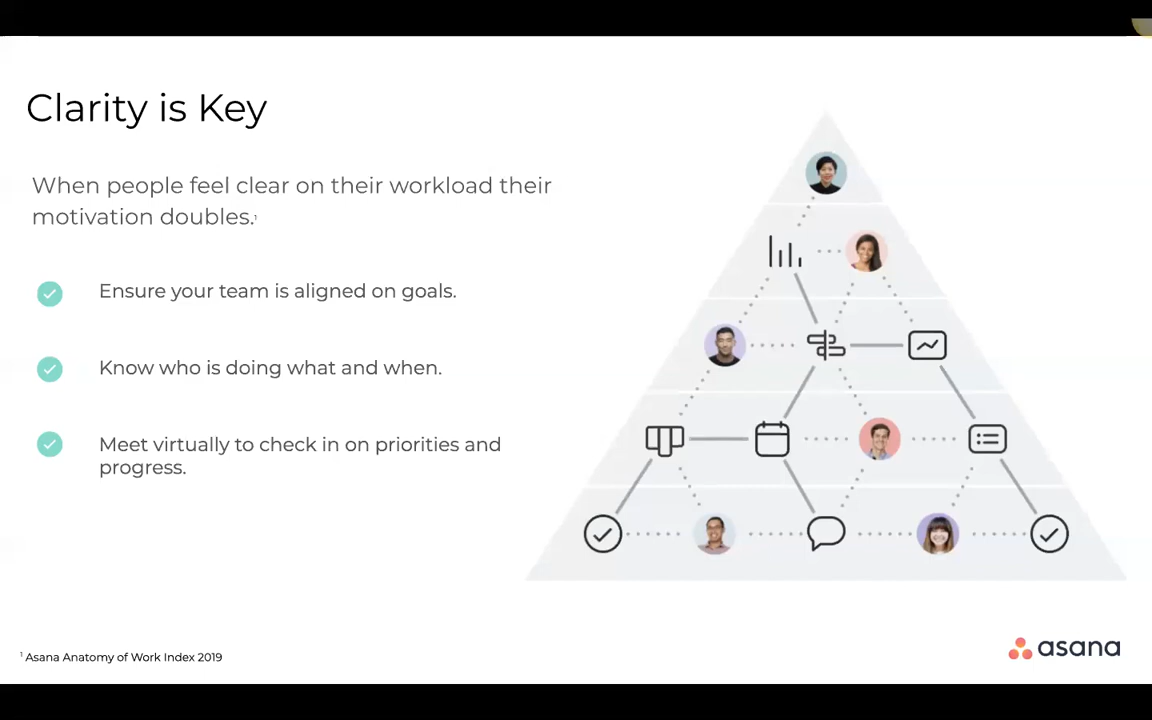 Clarity is Key
When people feel clear on their workload their
motivation doubles.¹
Ensure your team is aligned on goals.
Know who is doing what and when.
Meet virtually to check in on priorities and
progress.
¹ Asana Anatomy of Work Index 2019
asana